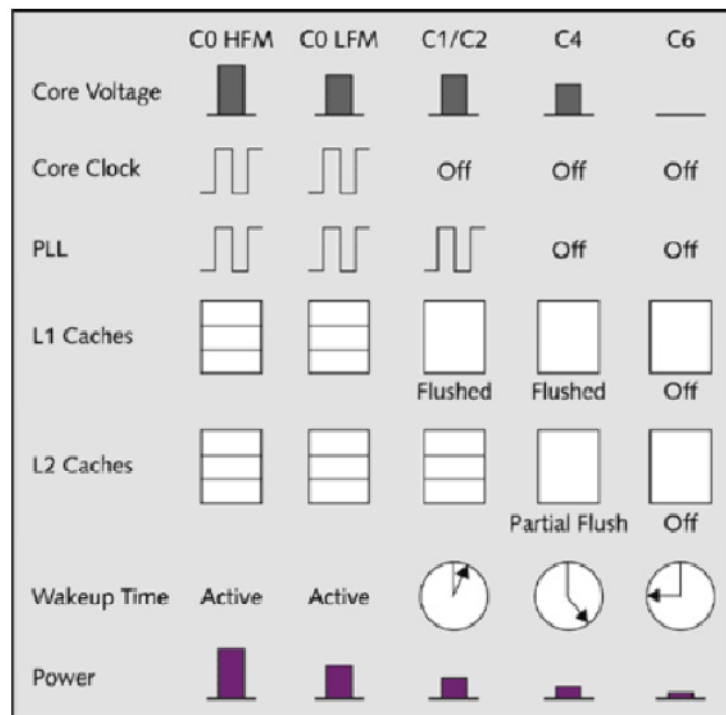 C0 HFM C0 LFM C1/C2 C4 C6
Core Voltage
Core Clock Off Off Off
PLL Off Off
L1 Caches
Flushed Flushed Off
L2 Caches
Partial Flush Off
Wakeup Time Active Active
Power